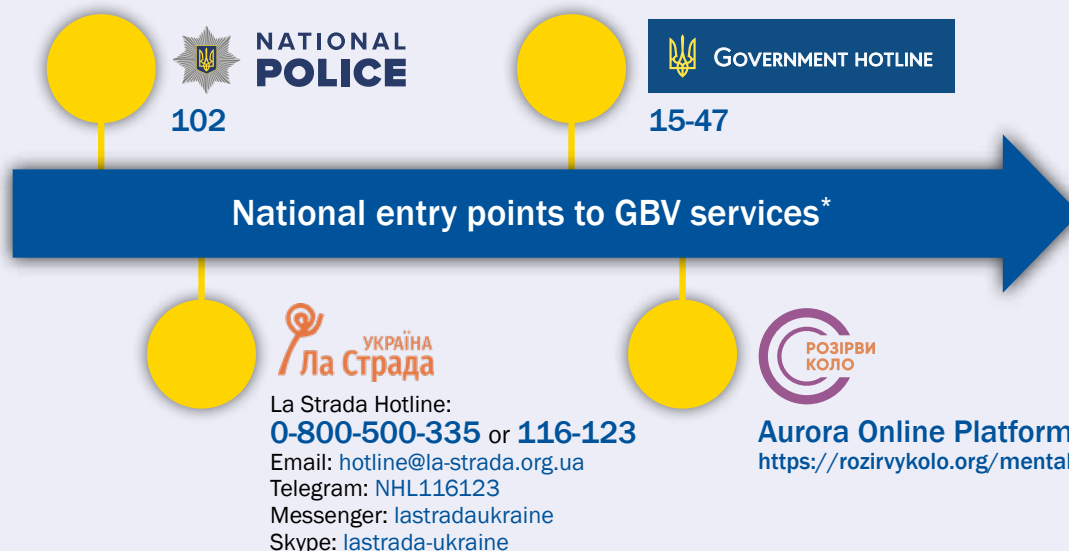 NATIONAL
POLICE
102
GOVERNMENT HOTLINE
15-47
National entry points to GBV services*
УКРАЇНА
Ла Страда
La Strada Hotline:
0-800-500-335 or 116-123
Email: hotline@la-strada.org.ua
Telegram: NHL116123
Messenger: lastradaukraine
Skype: lastrada-ukraine
РОЗІРВИ
КОЛО
Aurora Online Platform
https://rozirvykolo.org/mental